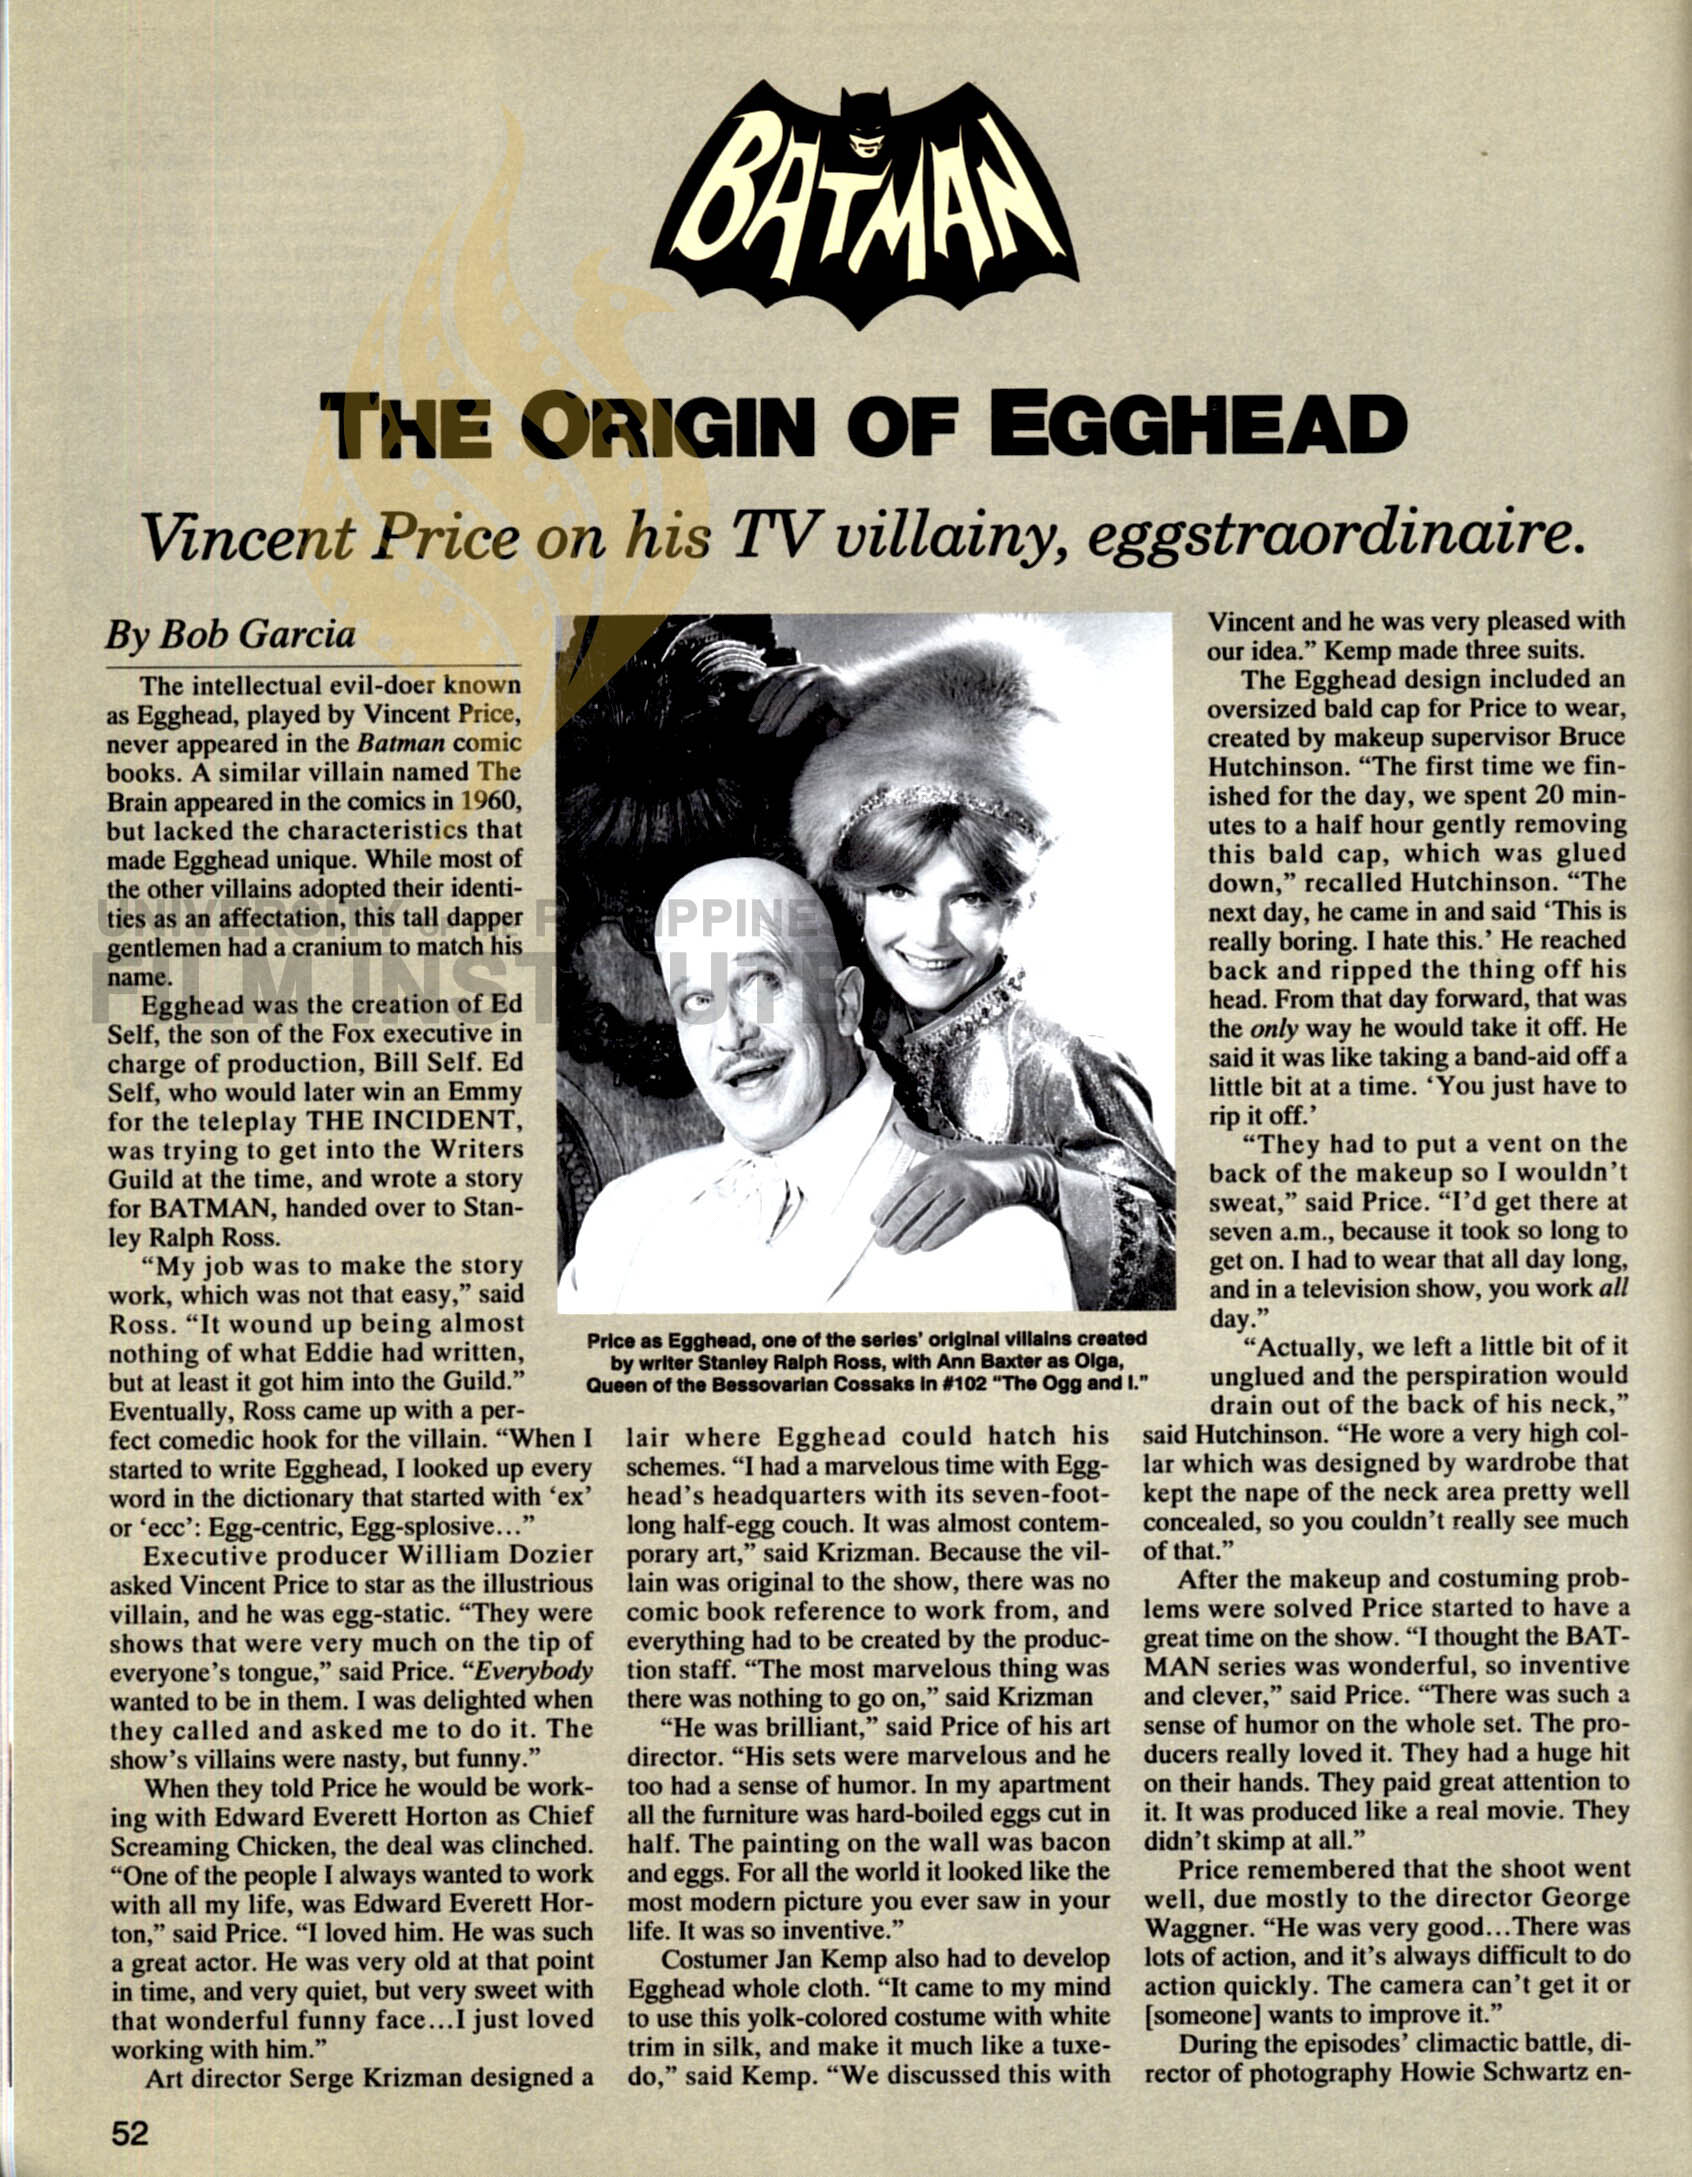 BATMAN
THE ORIGIN OF EGGHEAD
Vincent Price on his TV villainy, eggstraordinaire.
By Bob Garcia
The intellectual evil-doer known
as Egghead, played by Vincent Price,
never appeared in the Batman comic
books. A similar villain named The
Brain appeared in the comics in 1960,
but lacked the characteristics that
made Egghead unique. While most of
the other villains adopted their identi-
ties as an affectation, this tall dapper
gentlemen had a cranium to match his
name.
Egghead was the creation of Ed
Self, the son of the Fox executive in
charge of production, Bill Self. Ed
Self, who would later win an Emmy
for the teleplay THE INCIDENT,
was trying to get into the Writers
Guild at the time, and wrote a story
for BATMAN, handed over to Stan-
ley Ralph Ross.
“My job was to make the story
work, which was not that easy,” said
Ross. “It wound up being almost
nothing of what Eddie had written,
but at least it got him into the Guild.”
Eventually, Ross came up with a per-
fect comedic hook for the villain. “When I
started to write Egghead, I looked up every
word in the dictionary that started with ‘ex’
or ‘ecc’: Egg-centric, Egg-splosive…”
Executive producer William Dozier
asked Vincent Price to star as the illustrious
villain, and he was egg-static. “They were
shows that were very much on the tip of
everyone’s tongue,” said Price. “Everybody
wanted to be in them. I was delighted when
they called and asked me to do it. The
show’s villains were nasty, but funny.”
When they told Price he would be work-
ing with Edward Everett Horton as Chief
Screaming Chicken, the deal was clinched.
“One of the people I always wanted to work
with all my life, was Edward Everett Hor-
ton,” said Price. “I loved him. He was such
a great actor. He was very old at that point
in time, and very quiet, but very sweet with
that wonderful funny face…I just loved
working with him.”
Art director Serge Krizman designed a
Price as Egghead, one of the series’ original villains created
by writer Stanley Ralph Ross, with Ann Baxter as Olga,
Queen of the Bessovarian Cossaks in #102 “The Ogg and I.”
lair where Egghead could hatch his
schemes. “I had a marvelous time with Egg-
head’s headquarters with its seven-foot-
long half-egg couch. It was almost contem-
porary art,” said Krizman. Because the vil-
lain was original to the show, there was no
comic book reference to work from, and
everything had to be created by the produc-
tion staff. “The most marvelous thing was
there was nothing to go on,” said Krizman
“He was brilliant,” said Price of his art
director. “His sets were marvelous and he
too had a sense of humor. In my apartment
all the furniture was hard-boiled eggs cut in
half. The painting on the wall was bacon
and eggs. For all the world it looked like the
most modern picture you ever saw in your
life. It was so inventive.”
Costumer Jan Kemp also had to develop
Egghead whole cloth. “It came to my mind
to use this yolk-colored costume with white
trim in silk, and make it much like a tuxe-
do,” said Kemp. “We discussed this with
Vincent and he was very pleased with
our idea.” Kemp made three suits.
The Egghead design included an
oversized bald cap for Price to wear,
created by makeup supervisor Bruce
Hutchinson. “The first time we fin-
ished for the day, we spent 20 min-
utes to a half hour gently removing
this bald cap, which was glued
down,” recalled Hutchinson. “The
next day, he came in and said ‘This is
really boring. I hate this.’ He reached
back and ripped the thing off his
head. From that day forward, that was
the only way he would take it off. He
said it was like taking a band-aid off a
little bit at a time. ‘You just have to
rip it off.’
“They had to put a vent on the
back of the makeup so I wouldn’t
sweat,” said Price. “I’d get there at
seven a.m., because it took so long to
get on. I had to wear that all day long,
and in a television show, you work all
day.”
“Actually, we left a little bit of it
unglued and the perspiration would
drain out of the back of his neck,”
said Hutchinson. “He wore a very high col-
lar which was designed by wardrobe that
kept the nape of the neck area pretty well
concealed, so you couldn’t really see much
of that.”
After the makeup and costuming prob-
lems were solved Price started to have a
great time on the show. “I thought the BAT-
MAN series was wonderful, so inventive
and clever,” said Price. “There was such a
sense of humor on the whole set. The pro-
ducers really loved it. They had a huge hit
on their hands. They paid great attention to
it. It was produced like a real movie. They
didn’t skimp at all.”
Price remembered that the shoot went
well, due mostly to the director George
Waggner. “He was very good…There was
lots of action, and it’s always difficult to do
action quickly. The camera can’t get it or
[someone] wants to improve it.”
During the episodes’ climactic battle, di-
rector of photography Howie Schwartz en-
52
UNIVERSITY OF THE PHILIPPINES
FILM INSTITUTE